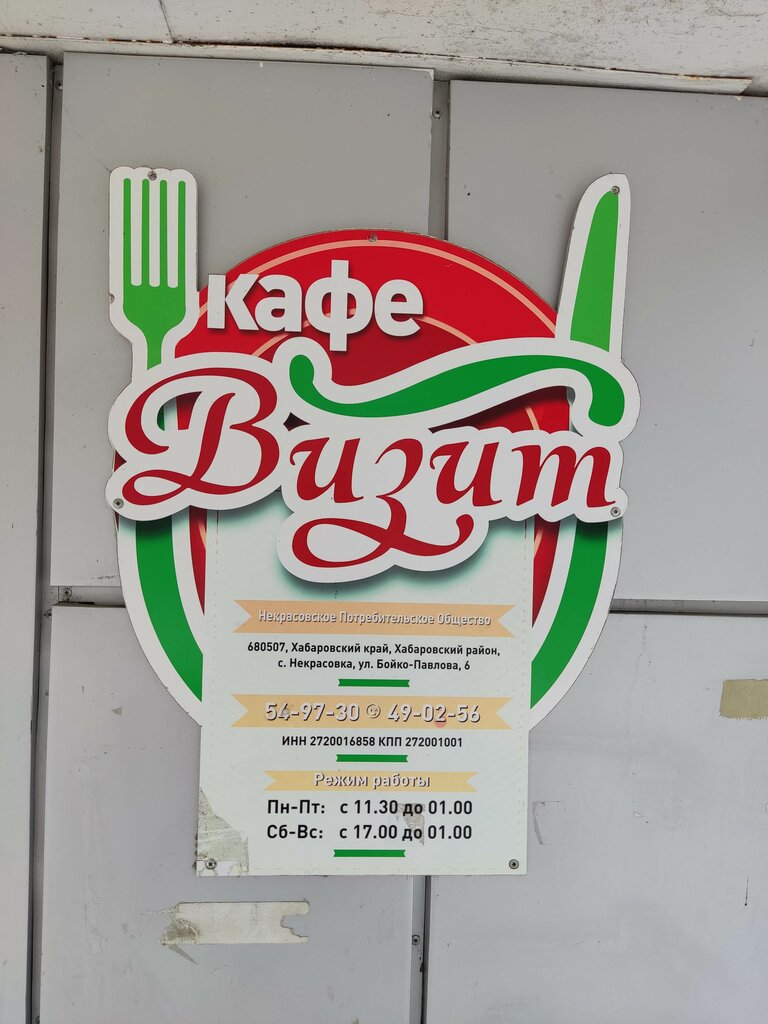 кафе
Визит
Некрасовское Потребительское Общество
680507, Хабаровский край, Хабаровский район,
с. Некрасовка, ул. Бойко-Павлова, 6
54-97-30 49-02-56
ИНН 2720016858 КПП 272001001
Режим работы
Пн-Пт: с 11.30 до 01.00
Сб-Вс: с 17.00 до 01.00